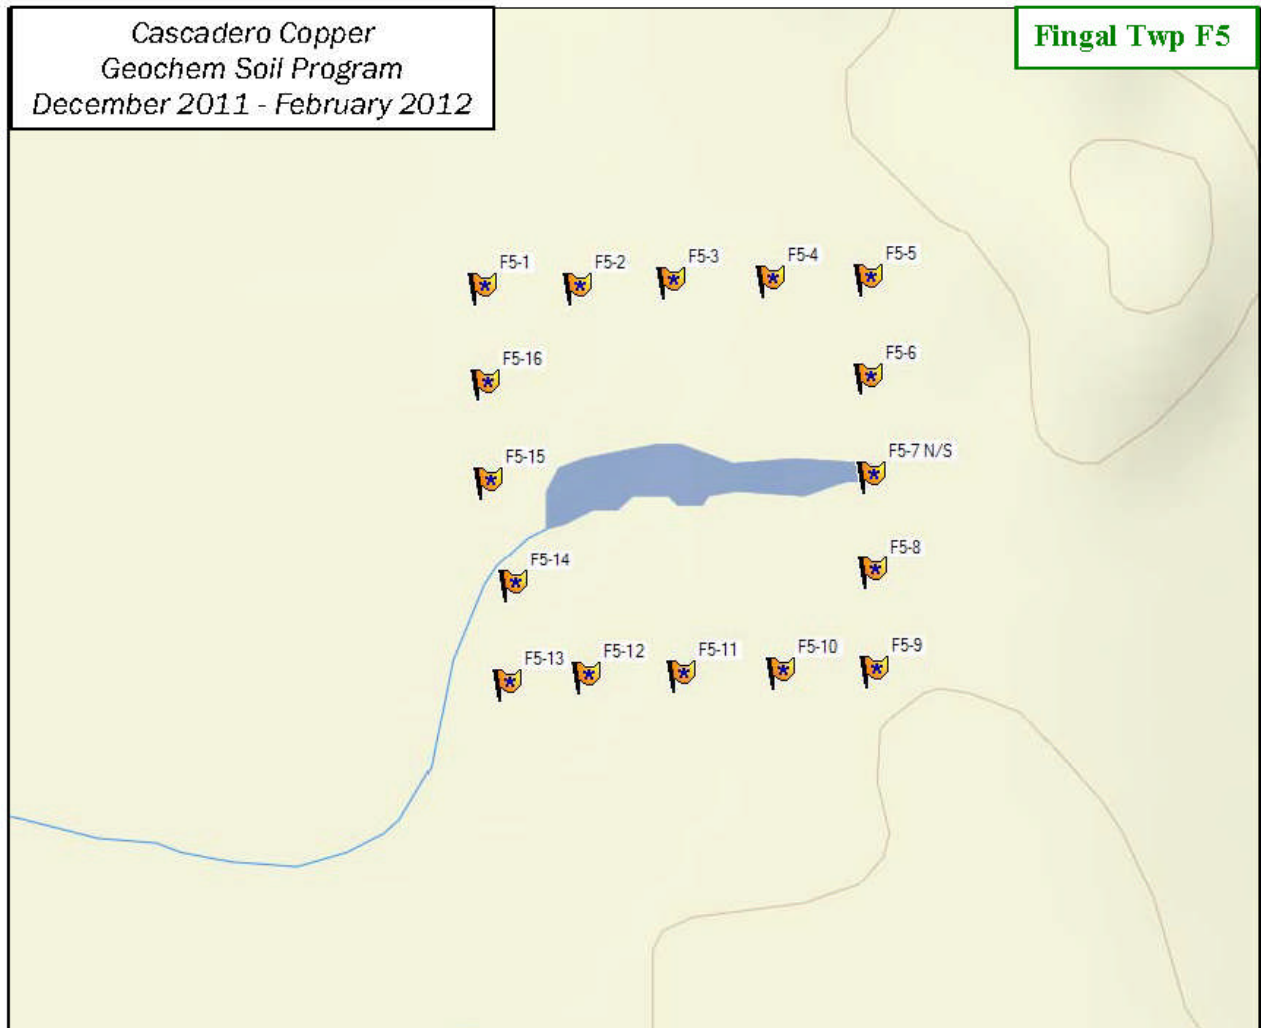 Cascadero Copper
Geochem Soil Program
December 2011 - February 2012
Fingal Twp F5
F5-1
F5-2
F5-3
F5-4
F5-5
F5-16
F5-6
F5-15
F5-7 N/S
F5-14
F5-8
F5-13
F5-12
F5-11
F5-10
F5-9